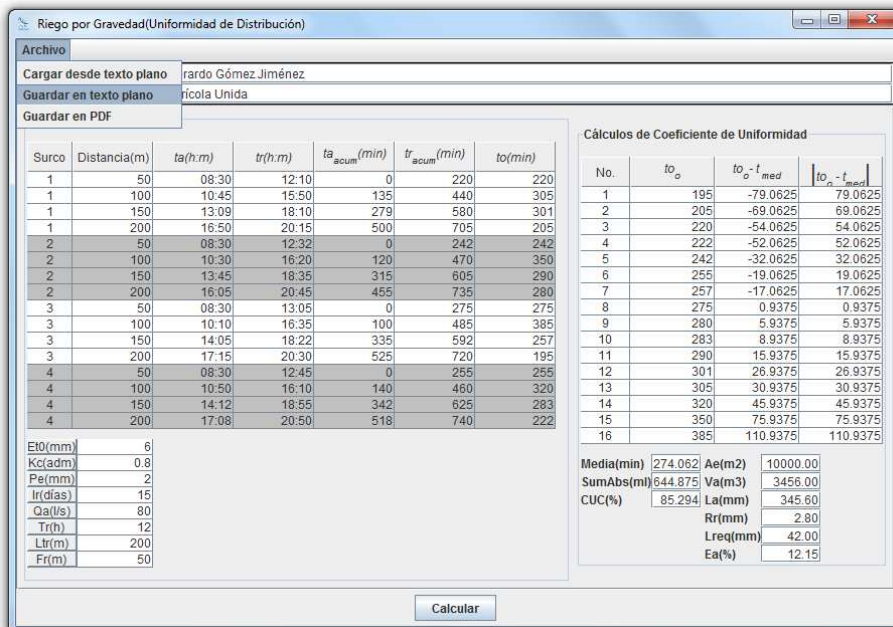 Riego por Gravedad(Uniformidad de Distribución)
Archivo
Cargar desde texto plano
rardo Gómez Jiménez
Guardar en texto plano
rícola Unida
Guardar en PDF
Surco Distancia(m) ta(h:m) tr(h:m) ta acum (min) tr acum (min) to(min)
1 50 08:30 12:10 0 220 220
1 100 10:45 15:50 135 440 305
1 150 13:09 18:10 279 580 301
1 200 16:50 20:15 500 705 205
2 50 08:30 12:32 0 242 242
2 100 10:30 16:20 120 470 350
2 150 13:45 18:35 315 605 290
2 200 16:05 20:45 455 735 280
3 50 08:30 13:05 0 275 275
3 100 10:10 16:35 100 485 385
3 150 14:05 18:22 335 592 257
3 200 17:15 20:30 525 720 195
4 50 08:30 12:45 0 255 255
4 100 10:50 16:10 140 460 320
4 150 14:12 18:55 342 625 283
4 200 17:08 20:50 518 740 222
Et0(mm) 6
Kc(adm) 0.8
Pe(mm) 2
Ir(días) 15
Qa(l/s) 80
Tr(h) 12
Ltr(m) 200
Fr(m) 50
Cálculos de Coeficiente de Uniformidad
No. to o to o - t med |to o - t med|
1 195 -79.0625 79.0625
2 205 -69.0625 69.0625
3 220 -54.0625 54.0625
4 222 -52.0625 52.0625
5 242 -32.0625 32.0625
6 255 -19.0625 19.0625
7 257 -17.0625 17.0625
8 275 0.9375 0.9375
9 280 5.9375 5.9375
10 283 8.9375 8.9375
11 290 15.9375 15.9375
12 301 26.9375 26.9375
13 305 30.9375 30.9375
14 320 45.9375 45.9375
15 350 75.9375 75.9375
16 385 110.9375 110.9375
Media(min) 274.062 Ae(m2) 10000.00
SumAbs(ml) 644.875 Va(m3) 3456.00
CUC(%) 85.294 La(mm) 345.60
Rr(mm) 2.80
Lreq(mm) 42.00
Ea(%) 12.15
Calcular